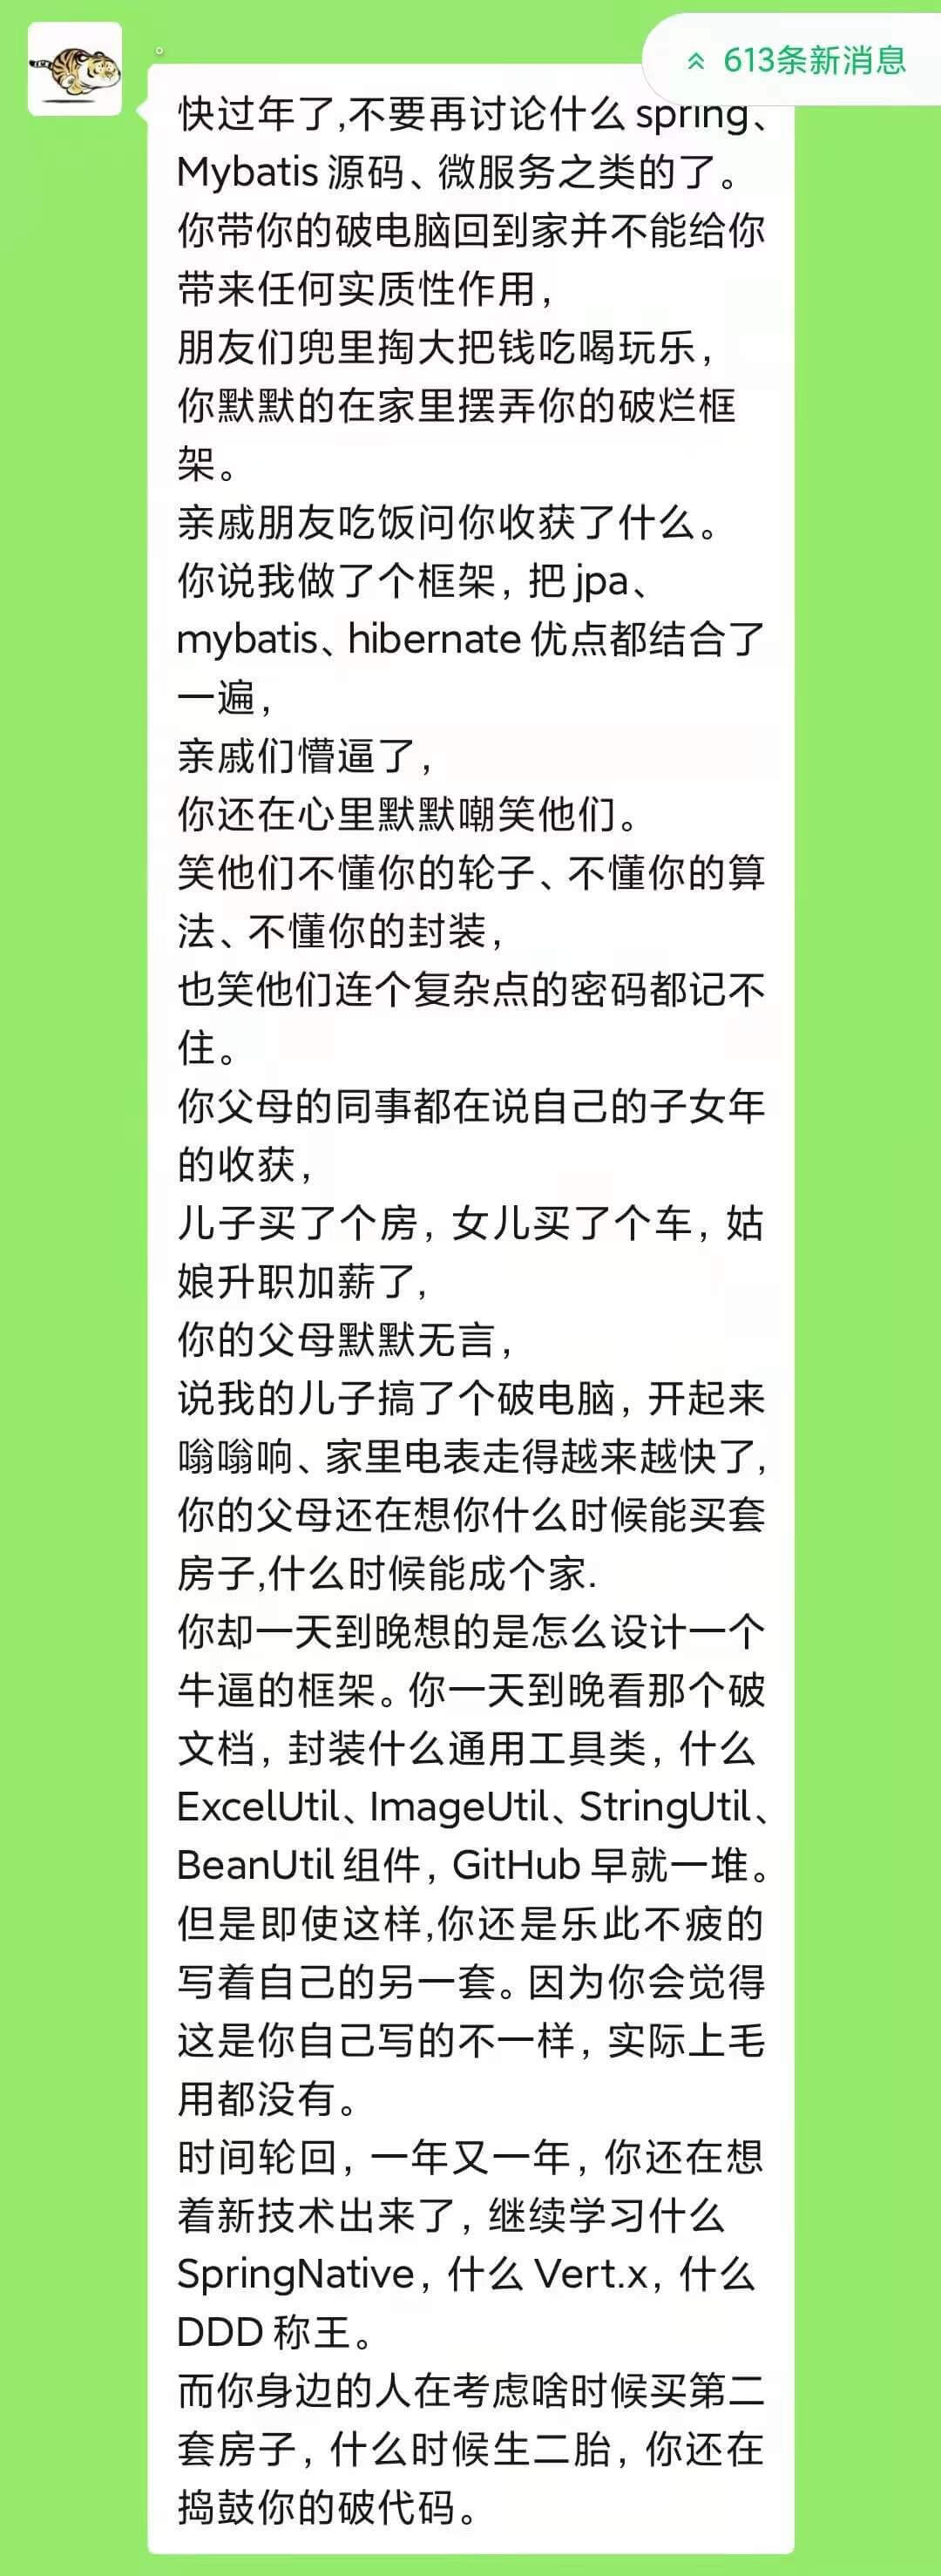 。
613条新消息
快过年了,不要再讨论什么 spring、
Mybatis 源码、微服务之类的了。
你带你的破电脑回到家并不能给你
带来任何实质性作用，
朋友们兜里掏大把钱吃喝玩乐，
你默默的在家里摆弄你的破烂框
架。
亲戚朋友吃饭问你收获了什么。
你说我做了个框架，把 jpa、
mybatis、hibernate 优点都结合了
一遍，
亲戚们懵逼了，
你还在心里默默嘲笑他们。
笑他们不懂你的轮子、不懂你的算
法、不懂你的封装，
也笑他们连个复杂点的密码都记不
住。
你父母的同事都在说自己的子女年
的收获，
儿子买了个房，女儿买了个车，姑
娘升职加薪了,
你的父母默默无言，
说我的儿子搞了个破电脑，开起来
嗡嗡响、家里电表走得越来越快了,
你的父母还在想你什么时候能买套
房子,什么时候能成个家.
你却一天到晚想的是怎么设计一个
牛逼的框架。你一天到晚看那个破
文档，封装什么通用工具类，什么
ExcelUtil、ImageUtil、StringUtil、
BeanUtil 组件，GitHub 早就一堆。
但是即使这样,你还是乐此不疲的
写着自己的另一套。因为你会觉得
这是你自己写的不一样，实际上毛
用都没有。
时间轮回，一年又一年，你还在想
着新技术出来了，继续学习什么
SpringNative，什么 Vert.x，什么
DDD 称王。
而你身边的人在考虑啥时候买第二
套房子，什么时候生二胎，你还在
捣鼓你的破代码。